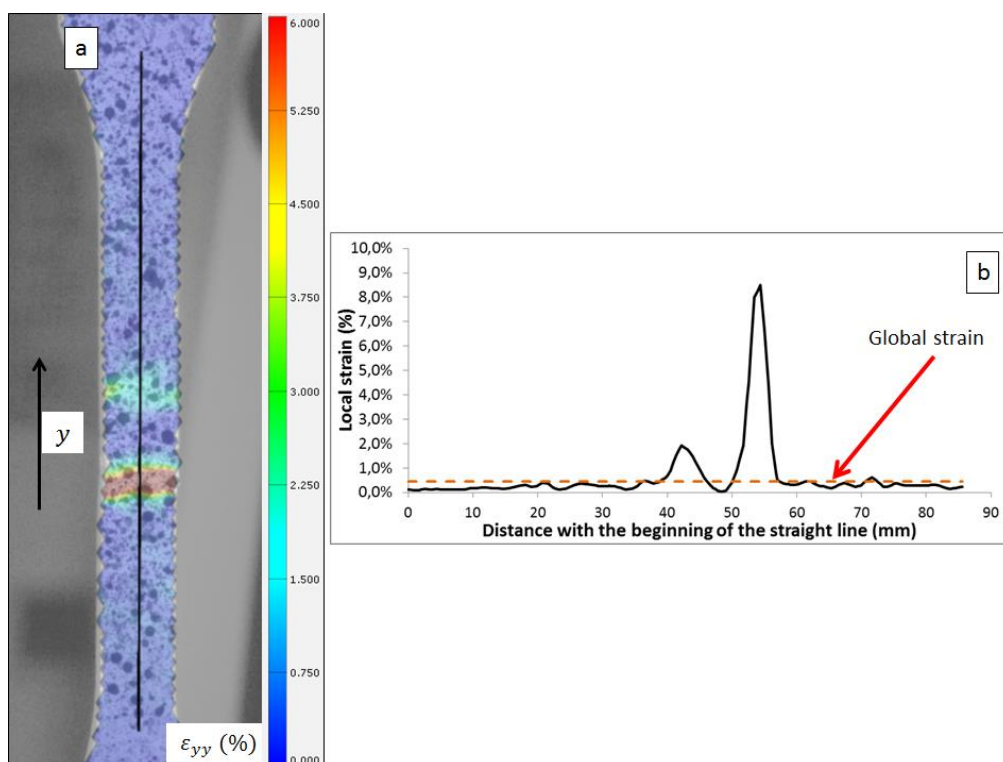 a
y
εyy (%)
6.000
5.250
4.500
3.750
3.000
2.250
1.500
0.750
0.000
b
Global strain
Local strain (%)
10,0%
9,0%
8,0%
7,0%
6,0%
5,0%
4,0%
3,0%
2,0%
1,0%
0,0%
0 10 20 30 40 50 60 70 80 90
Distance with the beginning of the straight line (mm)